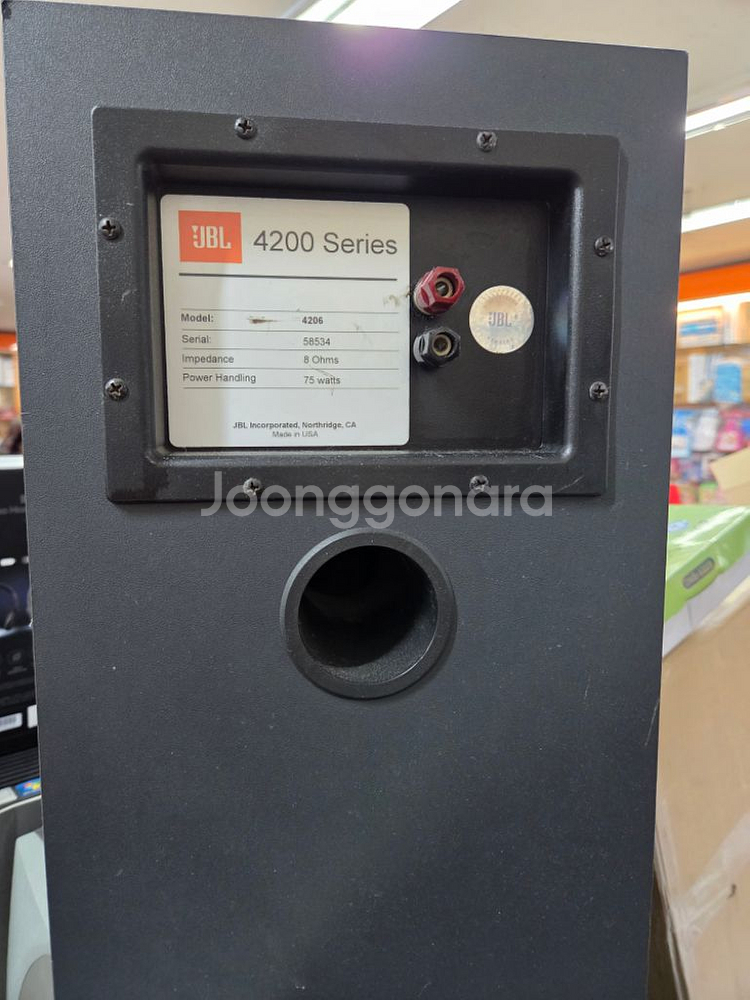 JBL 4200 Series
Model: 4206
Serial: 58534
Impedance 8 Ohms
Power Handling 75 watts
JBL Incorporated, Northridge, CA
Made in USA
JBL
Joonggonara